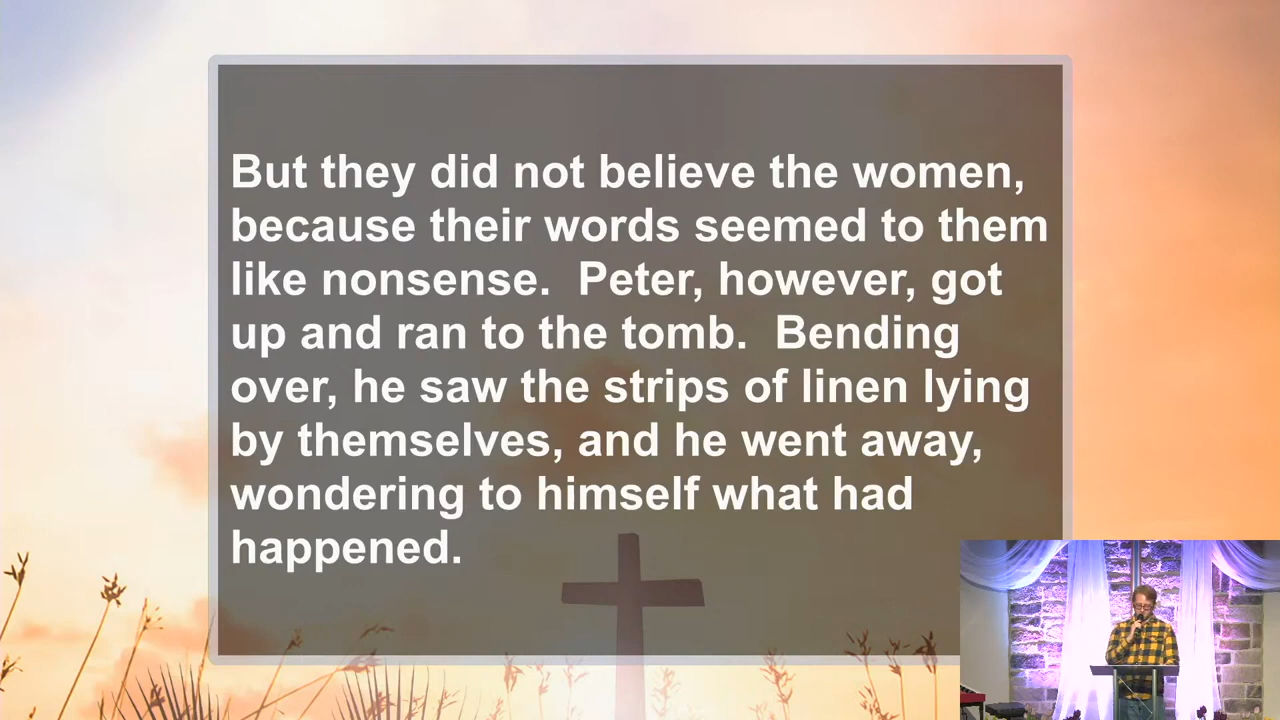 But they did not believe the women,
because their words seemed to them
like nonsense.  Peter, however, got
up and ran to the tomb.  Bending
over, he saw the strips of linen lying
by themselves, and he went away,
wondering to himself what had
happened.